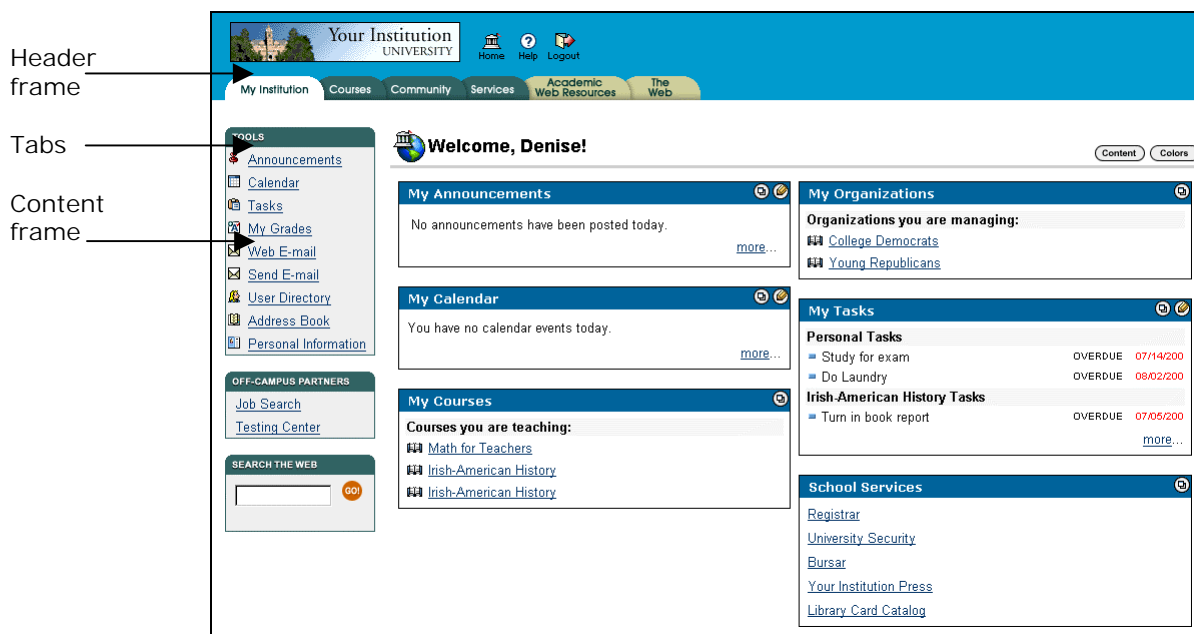 Header
frame
Tabs
Content
frame
Your Institution
UNIVERSITY
Home Help Logout
My Institution Courses Community Services Academic Web Resources The Web
TOOLS
Announcements
Calendar
Tasks
My Grades
Web E-mail
Send E-mail
User Directory
Address Book
Personal Information
OFF-CAMPUS PARTNERS
Job Search
Testing Center
SEARCH THE WEB
GO!
Welcome, Denise!
Content Colors
My Announcements
No announcements have been posted today.
more...
My Calendar
You have no calendar events today.
more...
My Courses
Courses you are teaching:
Math for Teachers
Irish-American History
Irish-American History
My Organizations
Organizations you are managing:
College Democrats
Young Republicans
My Tasks
Personal Tasks
Study for exam OVERDUE 07/14/200
Do Laundry OVERDUE 08/02/200
Irish-American History Tasks
Turn in book report OVERDUE 07/05/200
more...
School Services
Registrar
University Security
Bursar
Your Institution Press
Library Card Catalog